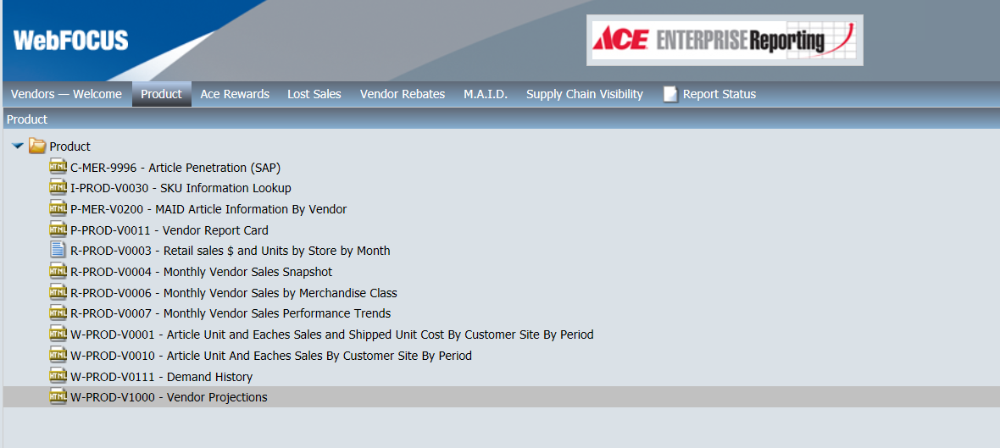 WebFOCUS
ACE ENTERPRISE Reporting
Vendors — Welcome Product Ace Rewards Lost Sales Vendor Rebates M.A.I.D. Supply Chain Visibility Report Status
Product
Product
HTML C-MER-9996 - Article Penetration (SAP)
HTML I-PROD-V0030 - SKU Information Lookup
HTML P-MER-V0200 - MAID Article Information By Vendor
HTML P-PROD-V0011 - Vendor Report Card
R-PROD-V0003 - Retail sales $ and Units by Store by Month
HTML R-PROD-V0004 - Monthly Vendor Sales Snapshot
HTML R-PROD-V0006 - Monthly Vendor Sales by Merchandise Class
HTML R-PROD-V0007 - Monthly Vendor Sales Performance Trends
HTML W-PROD-V0001 - Article Unit and Eaches Sales and Shipped Unit Cost By Customer Site By Period
HTML W-PROD-V0010 - Article Unit And Eaches Sales By Customer Site By Period
HTML W-PROD-V0111 - Demand History
HTML W-PROD-V1000 - Vendor Projections